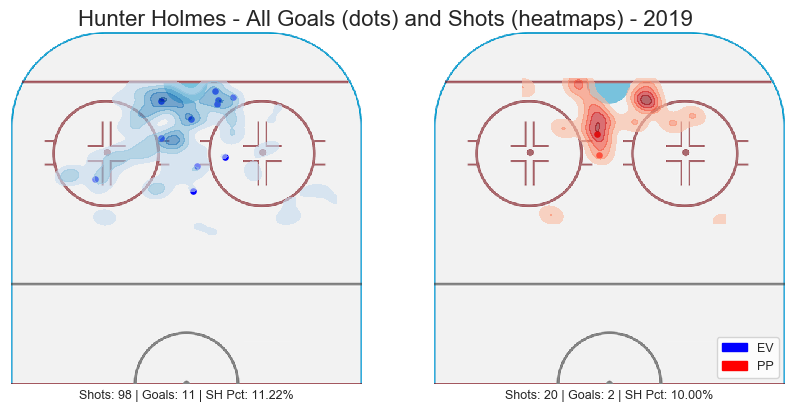 Hunter Holmes - All Goals (dots) and Shots (heatmaps) - 2019
EV
PP
Shots: 98 | Goals: 11 | SH Pct: 11.22%
Shots: 20 | Goals: 2 | SH Pct: 10.00%